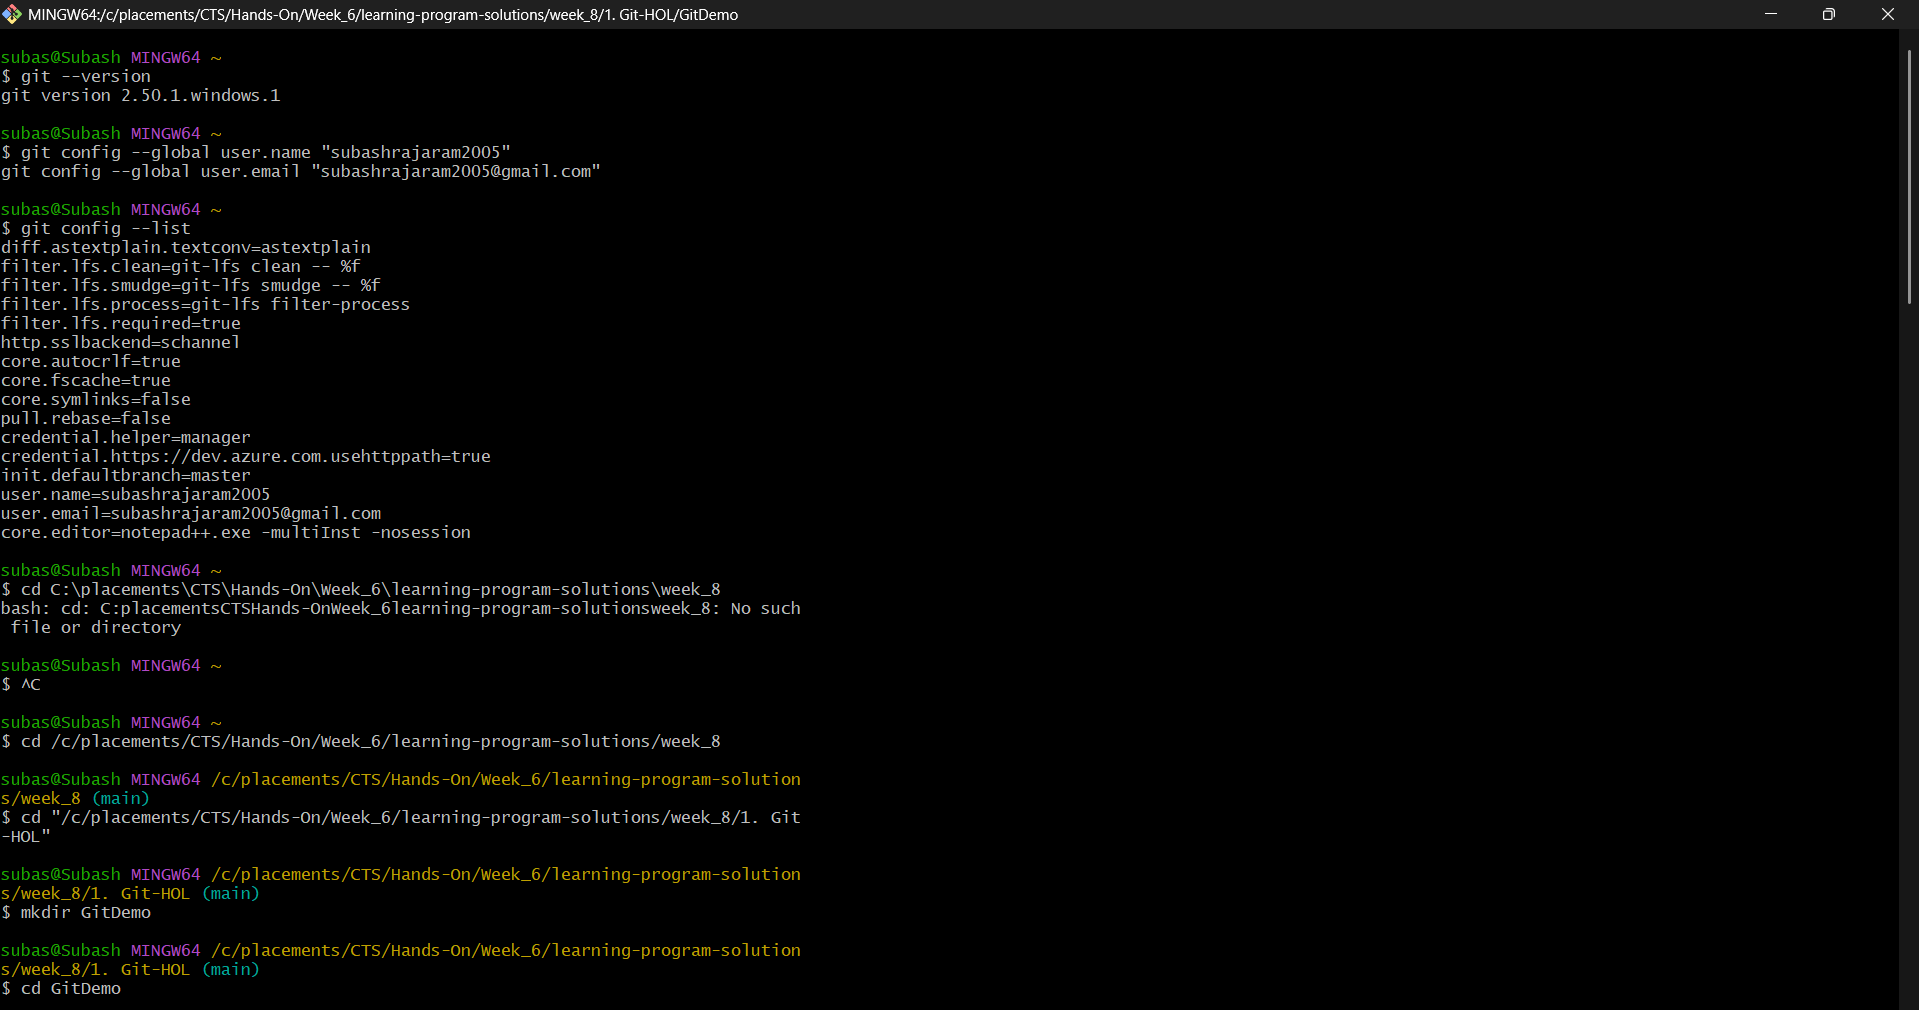 MINGW64:/c/placements/CTS/Hands-On/Week_6/learning-program-solutions/week_8/1. Git-HOL/GitDemo
subas@Subash MINGW64 ~
$ git --version
git version 2.50.1.windows.1
subas@Subash MINGW64 ~
$ git config --global user.name "subashrajaram2005"
git config --global user.email "subashrajaram2005@gmail.com"
subas@Subash MINGW64 ~
$ git config --list
diff.astextplain.textconv=astextplain
filter.lfs.clean=git-lfs clean -- %f
filter.lfs.smudge=git-lfs smudge -- %f
filter.lfs.process=git-lfs filter-process
filter.lfs.required=true
http.sslbackend=schannel
core.autocrlf=true
core.fscache=true
core.symlinks=false
pull.rebase=false
credential.helper=manager
credential.https://dev.azure.com.usehttppath=true
init.defaultbranch=master
user.name=subashrajaram2005
user.email=subashrajaram2005@gmail.com
core.editor=notepad++.exe -multiInst -nosession
subas@Subash MINGW64 ~
$ cd C:\placements\CTS\Hands-On\Week_6\learning-program-solutions\week_8
bash: cd: C:placementsCTSHands-OnWeek_6learning-program-solutionsweek_8: No such
file or directory
subas@Subash MINGW64 ~
$ ^C
subas@Subash MINGW64 ~
$ cd /c/placements/CTS/Hands-On/Week_6/learning-program-solutions/week_8
subas@Subash MINGW64 /c/placements/CTS/Hands-On/Week_6/learning-program-solution
s/week_8 (main)
$ cd "/c/placements/CTS/Hands-On/Week_6/learning-program-solutions/week_8/1. Git
-HOL"
subas@Subash MINGW64 /c/placements/CTS/Hands-On/Week_6/learning-program-solution
s/week_8/1. Git-HOL (main)
$ mkdir GitDemo
subas@Subash MINGW64 /c/placements/CTS/Hands-On/Week_6/learning-program-solution
s/week_8/1. Git-HOL (main)
$ cd GitDemo